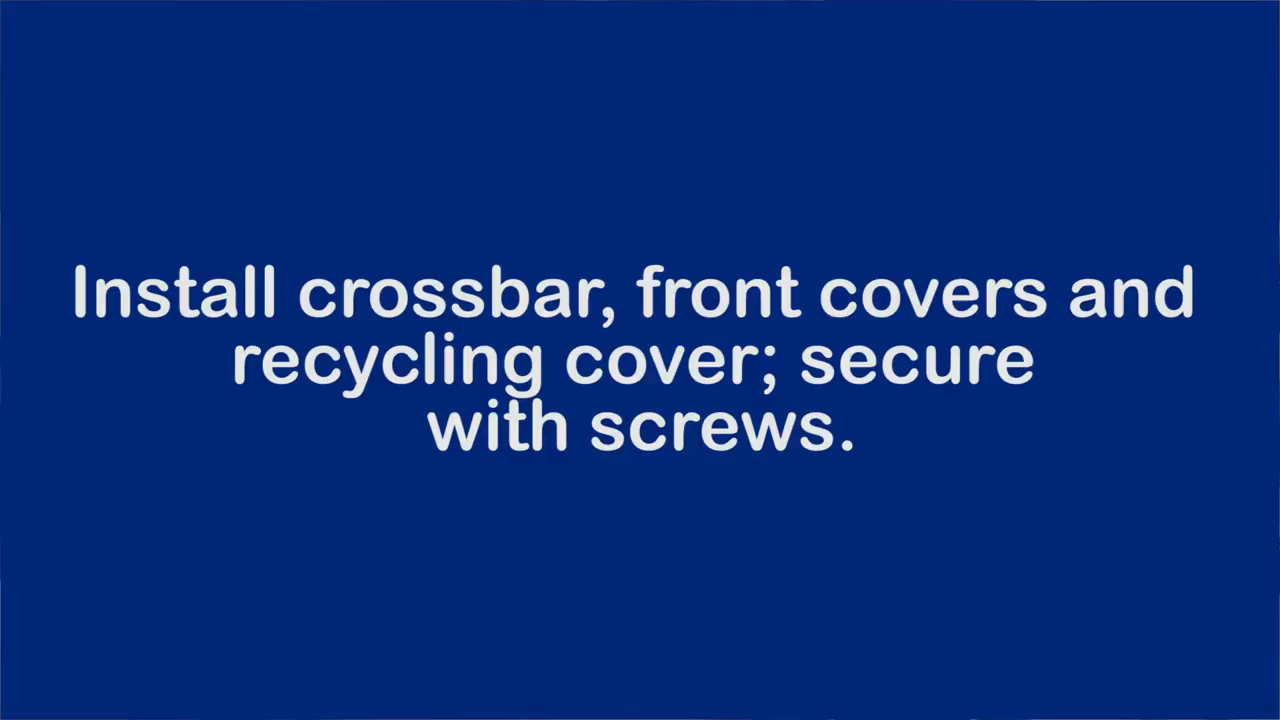 Install crossbar, front covers and
recycling cover; secure
with screws.